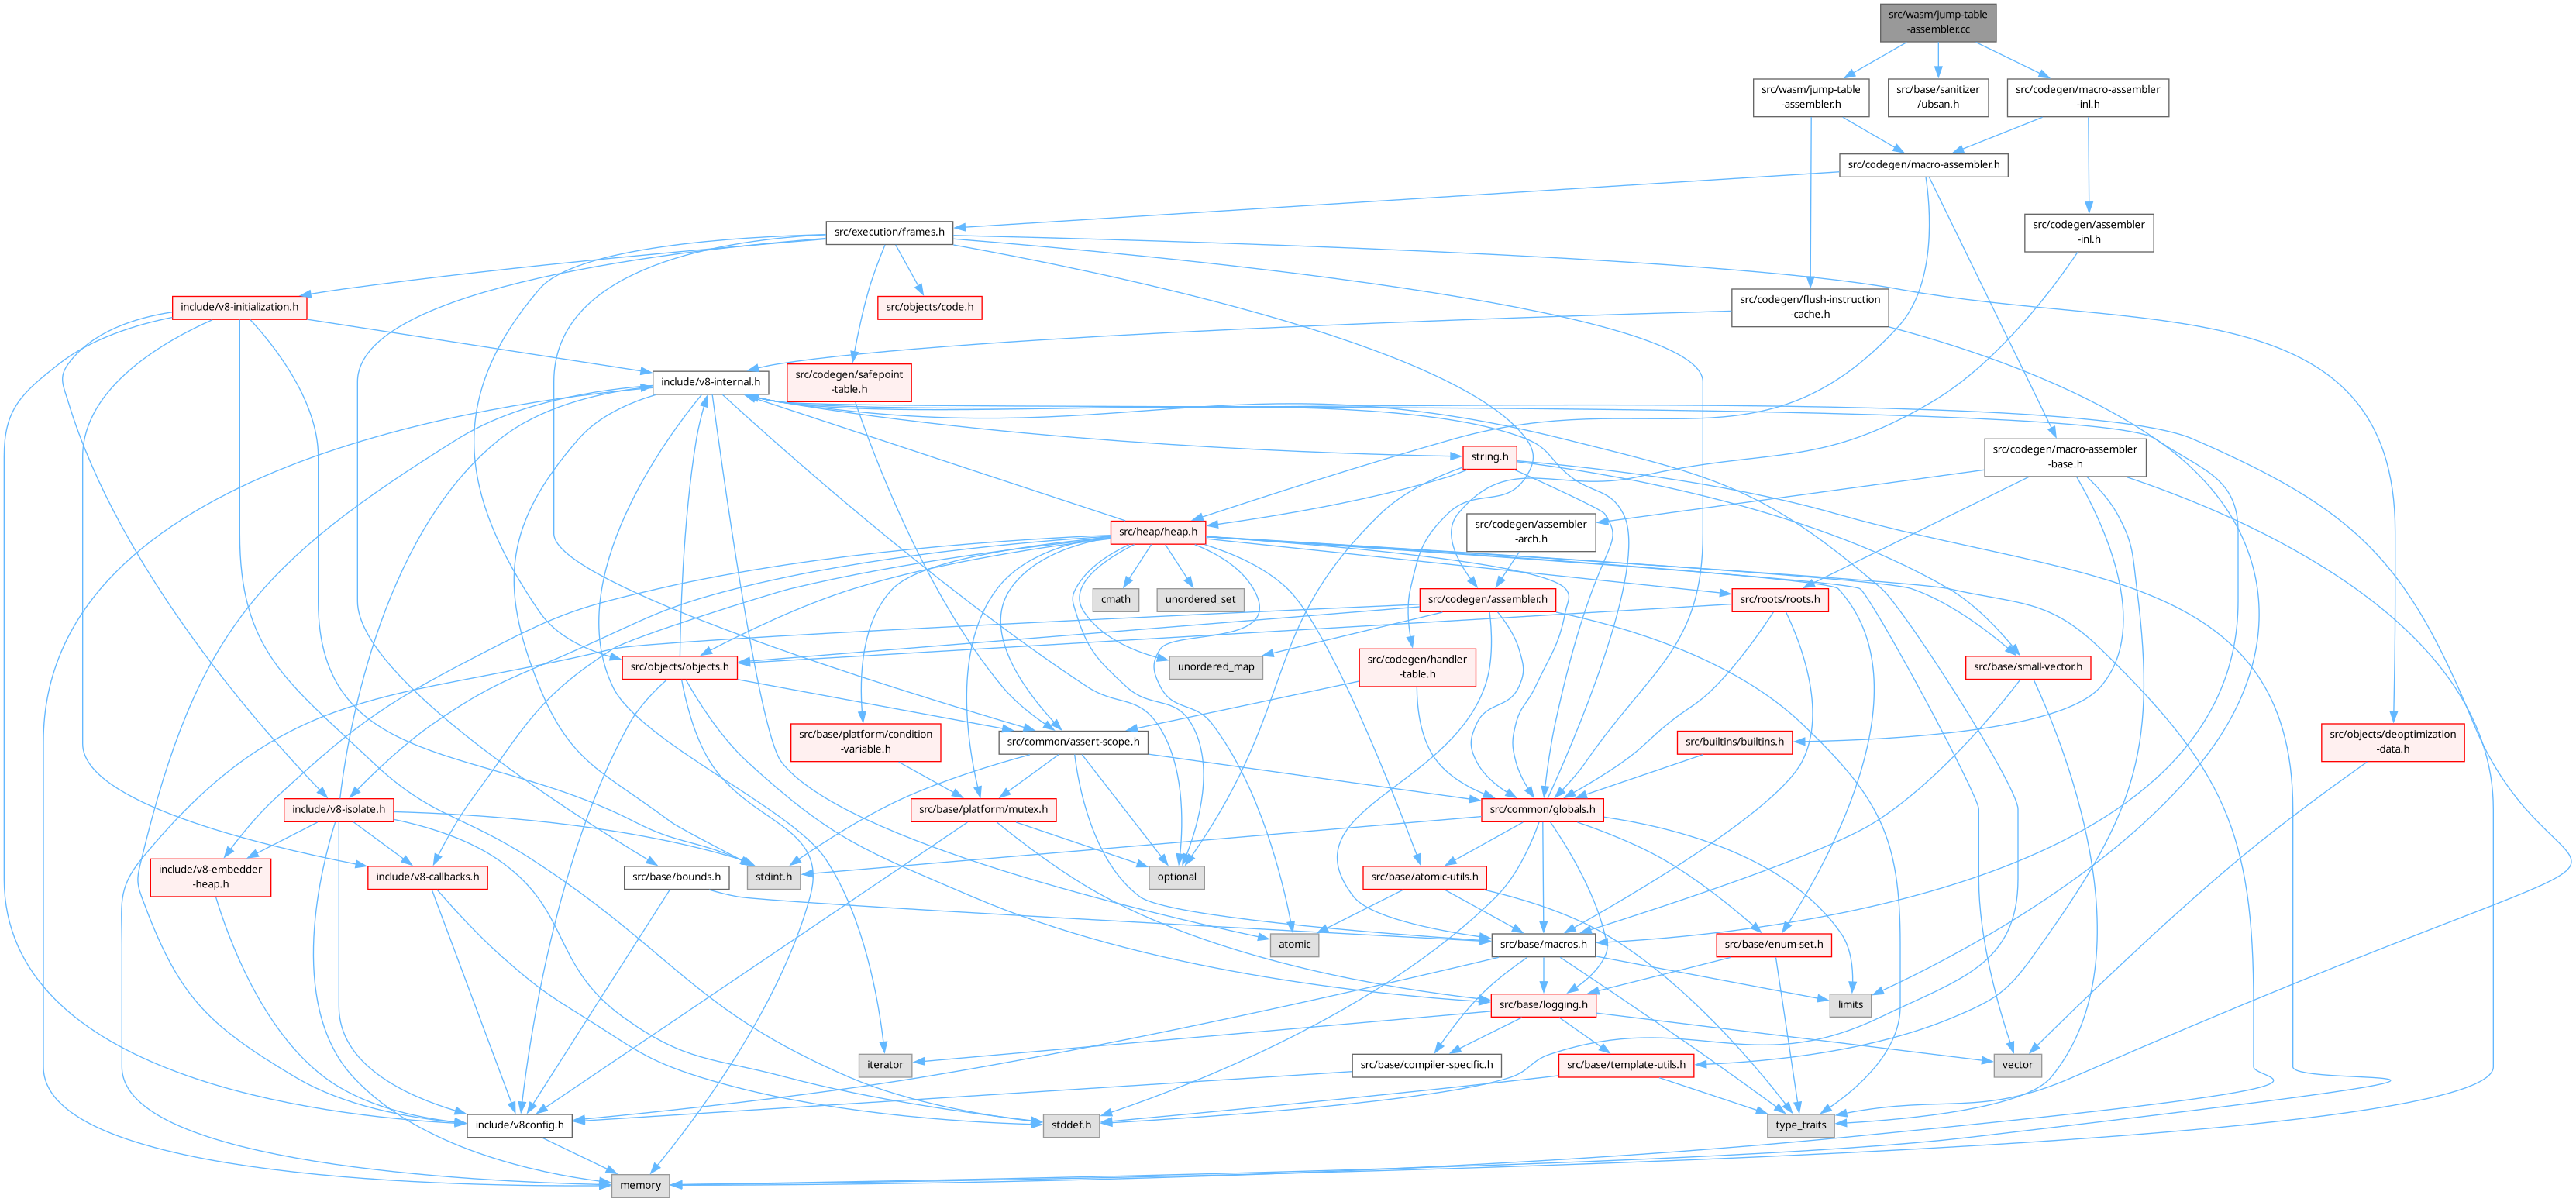 src/wasm/jump-table
-assembler.cc
src/wasm/jump-table
-assembler.h
src/base/sanitizer
/ubsan.h
src/codegen/macro-assembler
-inl.h
src/codegen/macro-assembler.h
src/execution/frames.h
src/codegen/assembler
-inl.h
include/v8-initialization.h
src/objects/code.h
src/codegen/flush-instruction
-cache.h
include/v8-internal.h
src/codegen/safepoint
-table.h
string.h
src/codegen/macro-assembler
-base.h
src/heap/heap.h
src/codegen/assembler
-arch.h
cmath
unordered_set
src/codegen/assembler.h
src/roots/roots.h
src/objects/objects.h
unordered_map
src/codegen/handler
-table.h
src/base/small-vector.h
src/base/platform/condition
-variable.h
src/common/assert-scope.h
src/builtins/builtins.h
src/objects/deoptimization
-data.h
include/v8-isolate.h
src/base/platform/mutex.h
src/common/globals.h
include/v8-embedder
-heap.h
include/v8-callbacks.h
src/base/bounds.h
stdint.h
optional
src/base/atomic-utils.h
atomic
src/base/macros.h
src/base/enum-set.h
src/base/logging.h
limits
iterator
src/base/compiler-specific.h
src/base/template-utils.h
vector
include/v8config.h
stddef.h
type_traits
memory